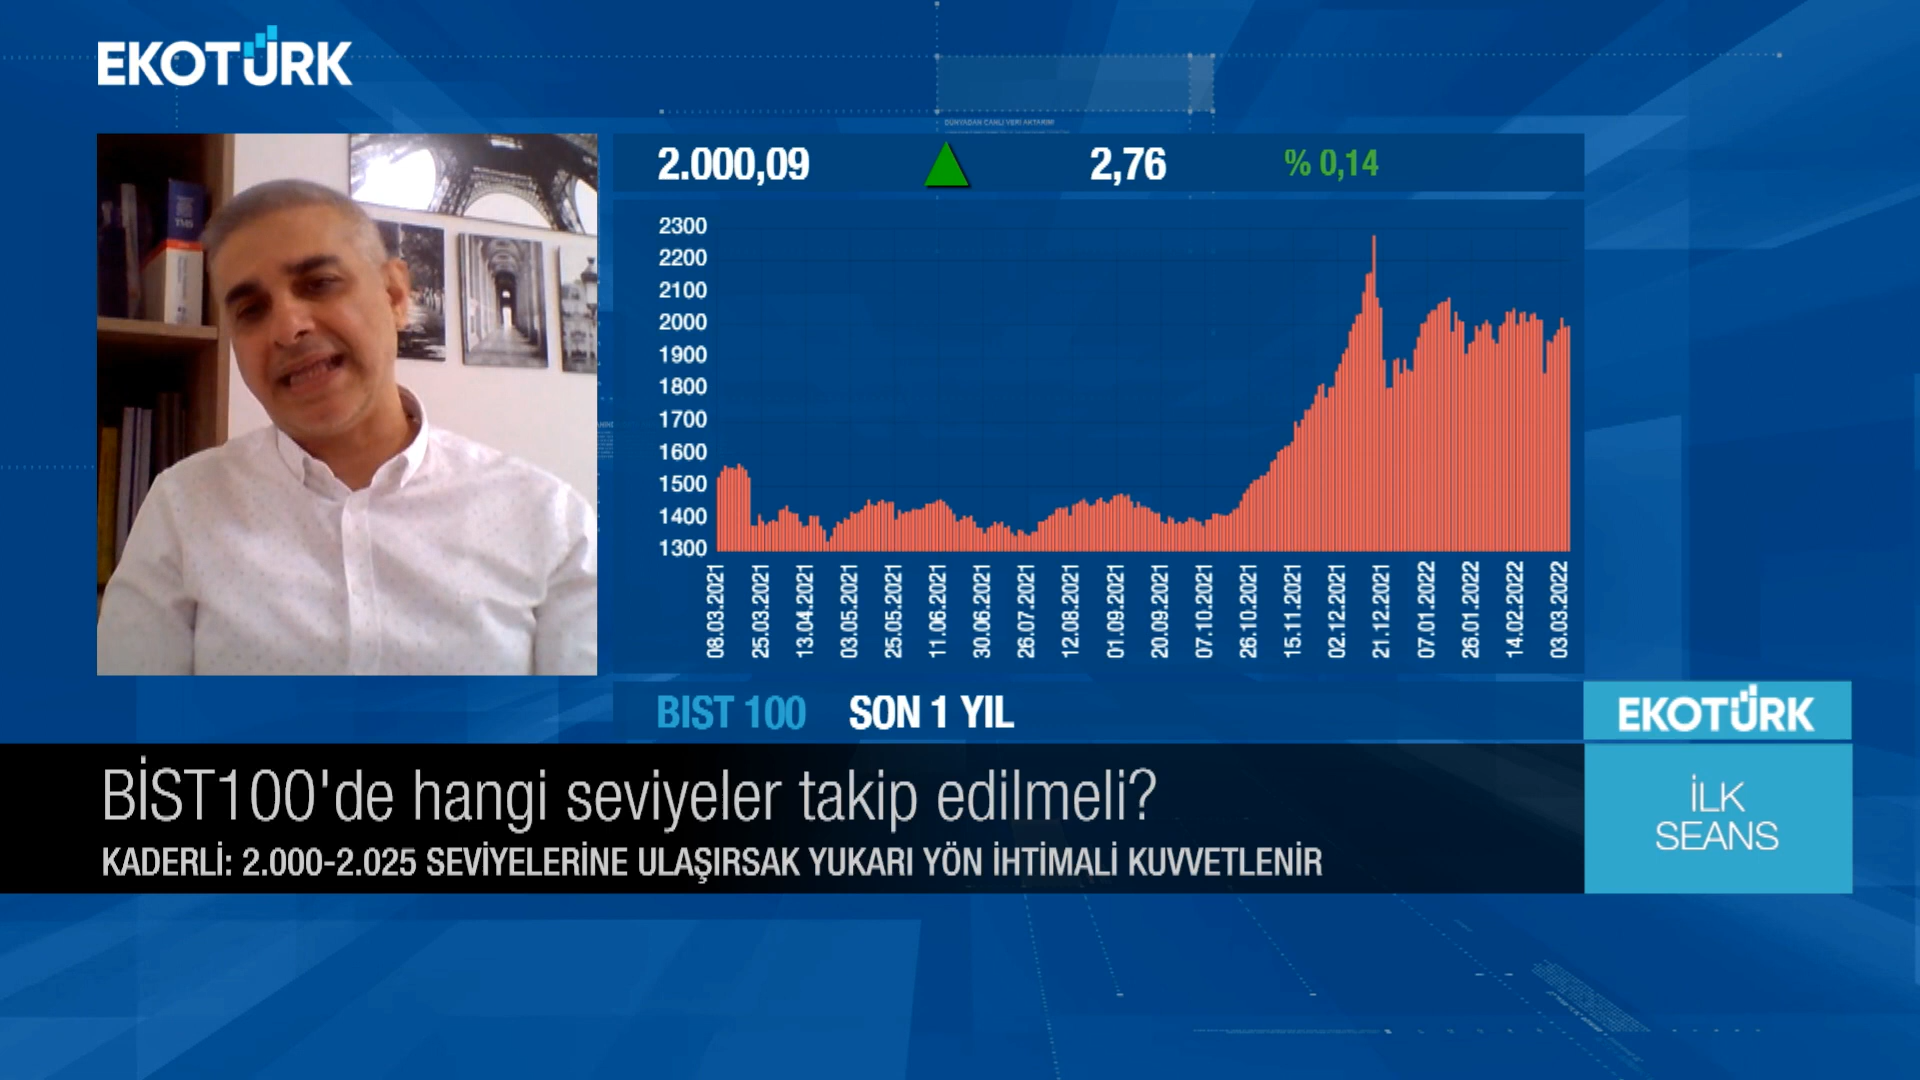 EKOTÜRK
DÜNYADAN CANLI VERİ AKTARIMI
TMS
2.000,09 2,76 % 0,14
2300
2200
2100
2000
1900
1800
1700
1600
1500
1400
1300
08.03.2021 25.03.2021 13.04.2021 03.05.2021 25.05.2021 11.06.2021 30.06.2021 26.07.2021 12.08.2021 01.09.2021 20.09.2021 07.10.2021 26.10.2021 15.11.2021 02.12.2021 21.12.2021 07.01.2022 26.01.2022 14.02.2022 03.03.2022
BIST 100 SON 1 YIL
EKOTÜRK
BİST100'de hangi seviyeler takip edilmeli?
KADERLİ: 2.000-2.025 SEVİYELERİNE ULAŞIRSAK YUKARI YÖN İHTİMALİ KUVVETLENİR
İLK
SEANS